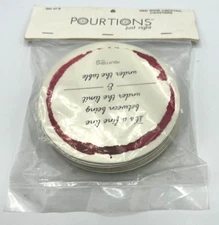 POURTIONS
just right
It's a fine line
between being
under the limit
&
under the table